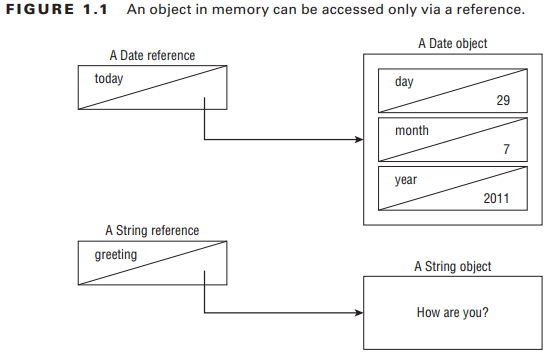 FIGURE 1.1 An object in memory can be accessed only via a reference.
A Date reference
today
A Date object
day
29
month
7
year
2011
A String reference
greeting
A String object
How are you?